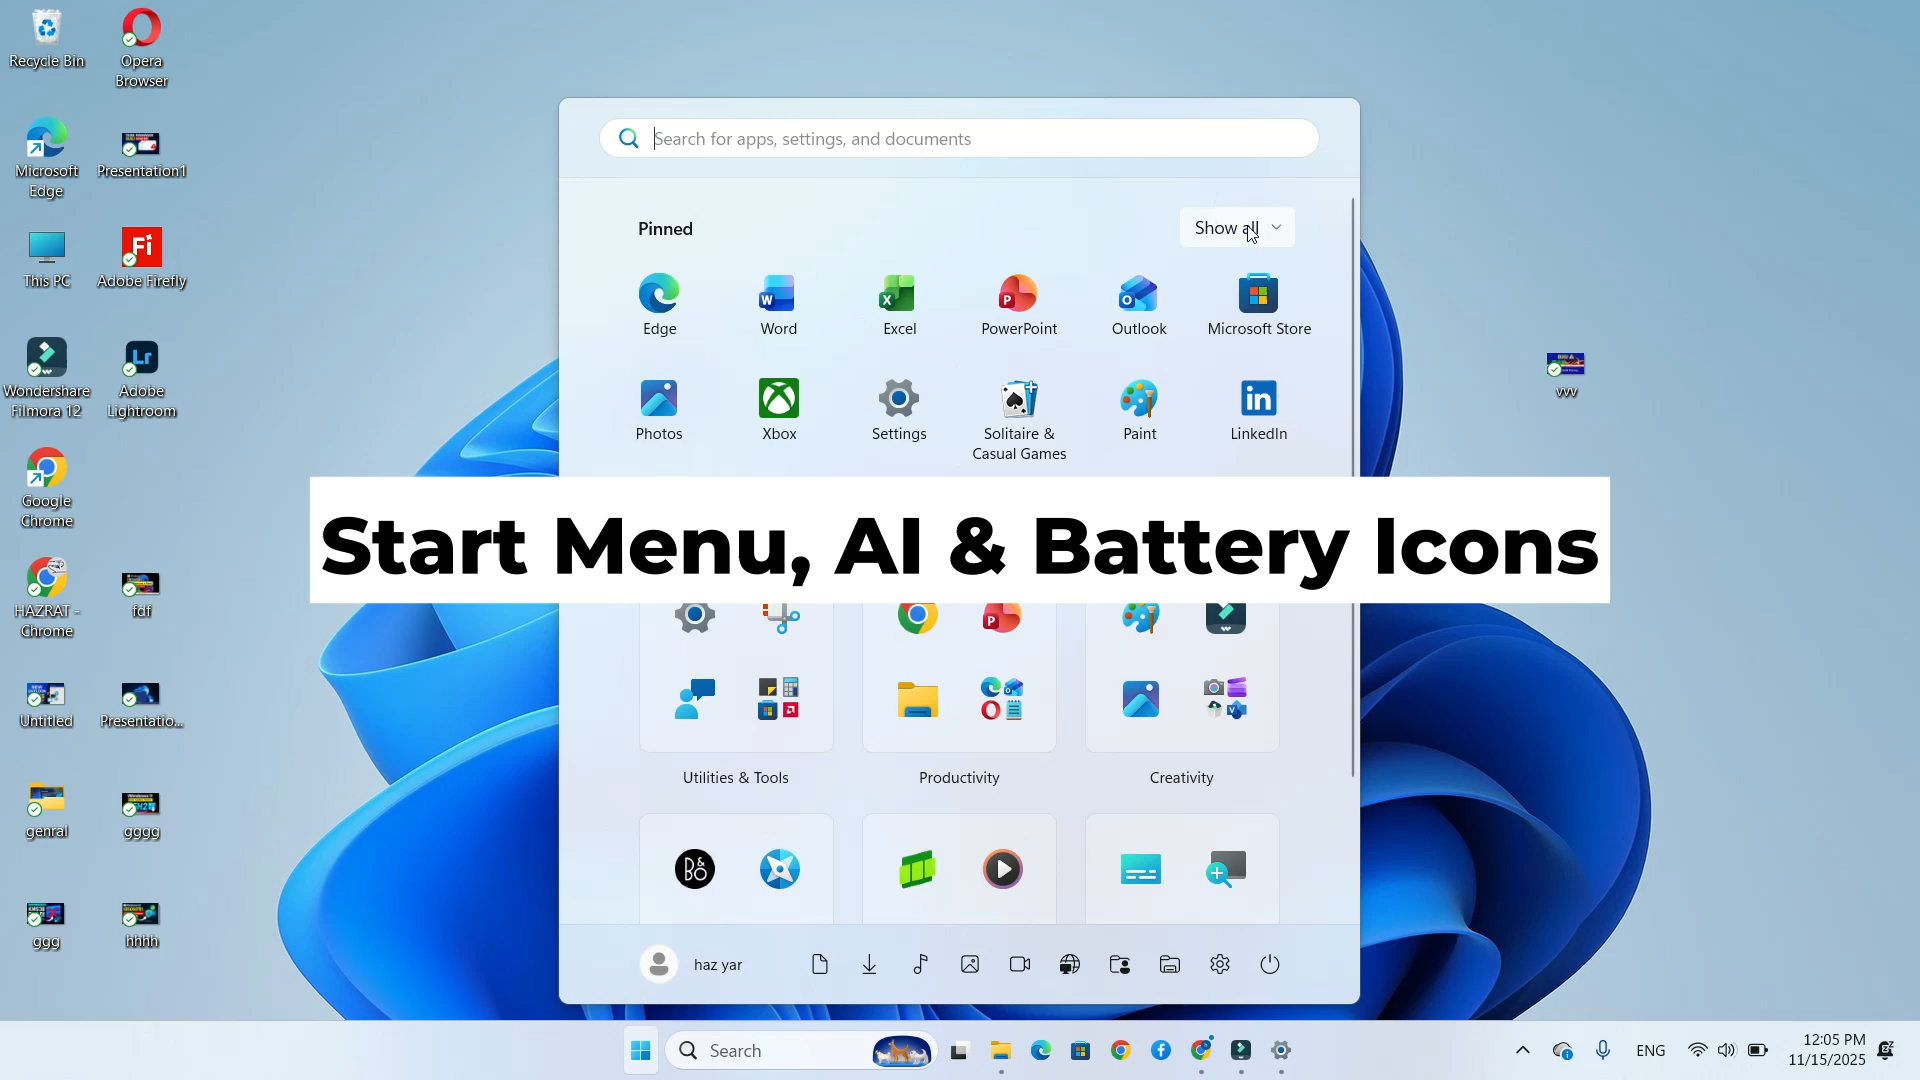 Recycle Bin
Opera
Browser
Microsoft
Edge
Presentation1
This PC
Adobe Firefly
Wondershare
Filmora 12
Adobe
Lightroom
Google
Chrome
HAZRAT -
Chrome
fdf
Untitled
Presentatio...
genral
gggg
ggg
hhhh
Search for apps, settings, and documents
Pinned
Show all
Edge
Word
Excel
PowerPoint
Outlook
Microsoft Store
Photos
Xbox
Settings
Solitaire &
Casual Games
Paint
LinkedIn
vvv
Start Menu, AI & Battery Icons
Utilities & Tools
Productivity
Creativity
haz yar
Search
ENG
12:05 PM
11/15/2025